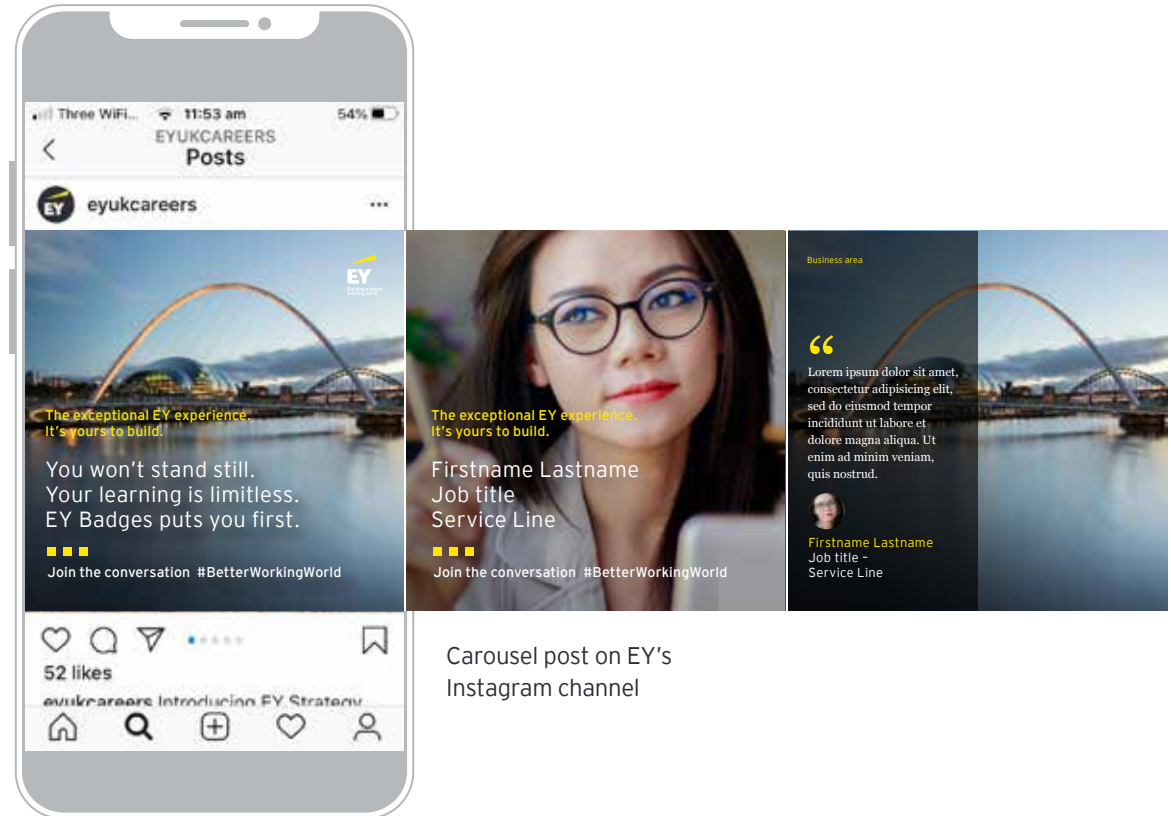 Three WiFi... 11:53 am 54%
EYUKCAREERS
Posts
EY eyukcareers
EY
Building a better
working world
The exceptional EY experience.
It's yours to build.
You won't stand still.
Your learning is limitless.
EY Badges puts you first.
Join the conversation #BetterWorkingWorld
52 likes
eyukcareers Introducing EY Strategy
The exceptional EY experience.
It's yours to build.
Firstname Lastname
Job title
Service Line
Join the conversation #BetterWorkingWorld
Business area
“
Lorem ipsum dolor sit amet,
consectetur adipisicing elit,
sed do eiusmod tempor
incididunt ut labore et
dolore magna aliqua. Ut
enim ad minim veniam,
quis nostrud.
Firstname Lastname
Job title –
Service Line
Carousel post on EY's
Instagram channel